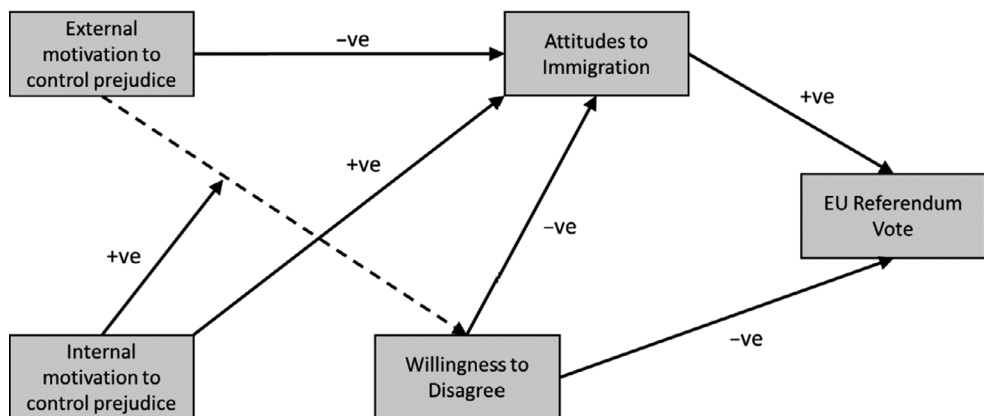 External
motivation to
control prejudice
−ve
Attitudes to
Immigration
+ve
+ve
EU Referendum
Vote
−ve
+ve
−ve
Internal
motivation to
control prejudice
Willingness to
Disagree